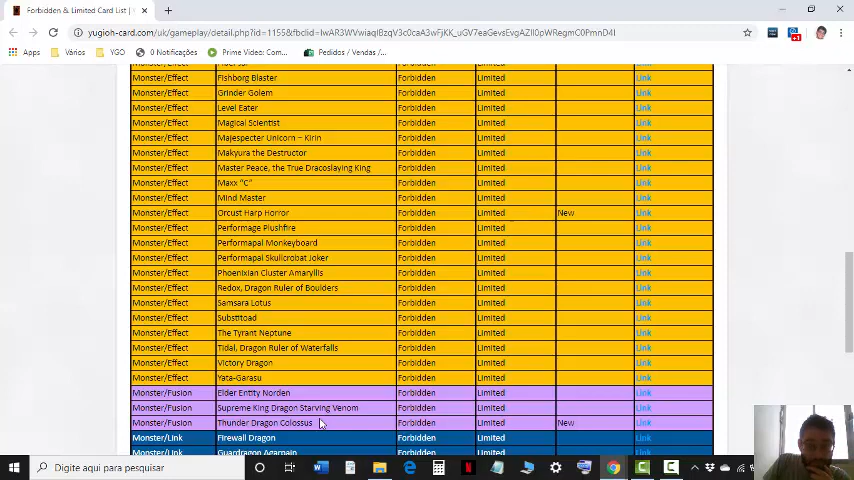 Forbidden & Limited Card List |
yugioh-card.com/uk/gameplay/detail.php?id=1155&fbclid=IwAR3WVwiaqI8zqV3c0caA3wFjKK_uGV7eaGevsEvgAZII0pWRegmC0PmnD4I
Apps Vários YGO 0 Notificações Prime Video: Com... Pedidos / Vendas /...
Monster/Effect Fishborg Blaster Forbidden Limited Link
Monster/Effect Grinder Golem Forbidden Limited Link
Monster/Effect Level Eater Forbidden Limited Link
Monster/Effect Magical Scientist Forbidden Limited Link
Monster/Effect Majespecter Unicorn – Kirin Forbidden Limited Link
Monster/Effect Makyura the Destructor Forbidden Limited Link
Monster/Effect Master Peace, the True Dracoslaying King Forbidden Limited Link
Monster/Effect Maxx “C” Forbidden Limited Link
Monster/Effect Mind Master Forbidden Limited Link
Monster/Effect Orcust Harp Horror Forbidden Limited New Link
Monster/Effect Performage Plushfire Forbidden Limited Link
Monster/Effect Performapal Monkeyboard Forbidden Limited Link
Monster/Effect Performapal Skullcrobat Joker Forbidden Limited Link
Monster/Effect Phoenixian Cluster Amaryllis Forbidden Limited Link
Monster/Effect Redox, Dragon Ruler of Boulders Forbidden Limited Link
Monster/Effect Samsara Lotus Forbidden Limited Link
Monster/Effect Substitoad Forbidden Limited Link
Monster/Effect The Tyrant Neptune Forbidden Limited Link
Monster/Effect Tidal, Dragon Ruler of Waterfalls Forbidden Limited Link
Monster/Effect Victory Dragon Forbidden Limited Link
Monster/Effect Yata-Garasu Forbidden Limited Link
Monster/Fusion Elder Entity Norden Forbidden Limited Link
Monster/Fusion Supreme King Dragon Starving Venom Forbidden Limited Link
Monster/Fusion Thunder Dragon Colossus Forbidden Limited New Link
Monster/Link Firewall Dragon Forbidden Limited Link
Monster/Link Guardragon Agarpain Forbidden Limited Link
Digite aqui para pesquisar